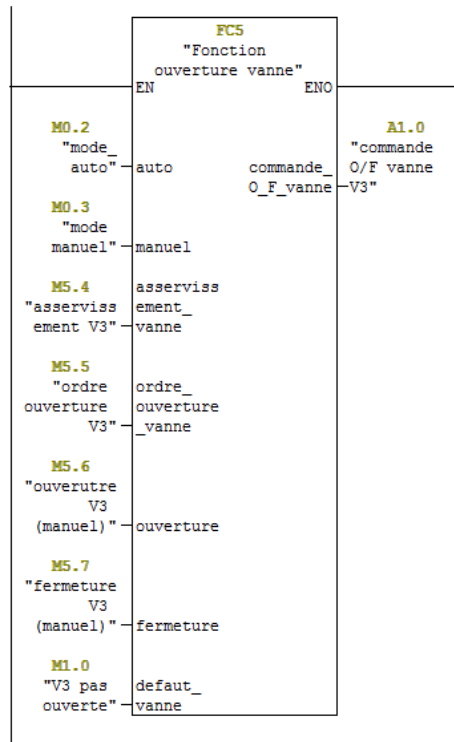 FC5
"Fonction
ouverture vanne"
EN ENO
M0.2
"mode_
auto" auto
A1.0
"commande
commande_ O/F vanne
O_F_vanne V3"
M0.3
"mode
manuel" manuel
M5.4 asserviss
"asserviss ement_
ement V3" vanne
M5.5
"ordre ordre_
ouverture ouverture
V3" _vanne
M5.6
"ouverutre
V3
(manuel)" ouverture
M5.7
"fermeture
V3
(manuel)" fermeture
M1.0
"V3 pas defaut_
ouverte" vanne